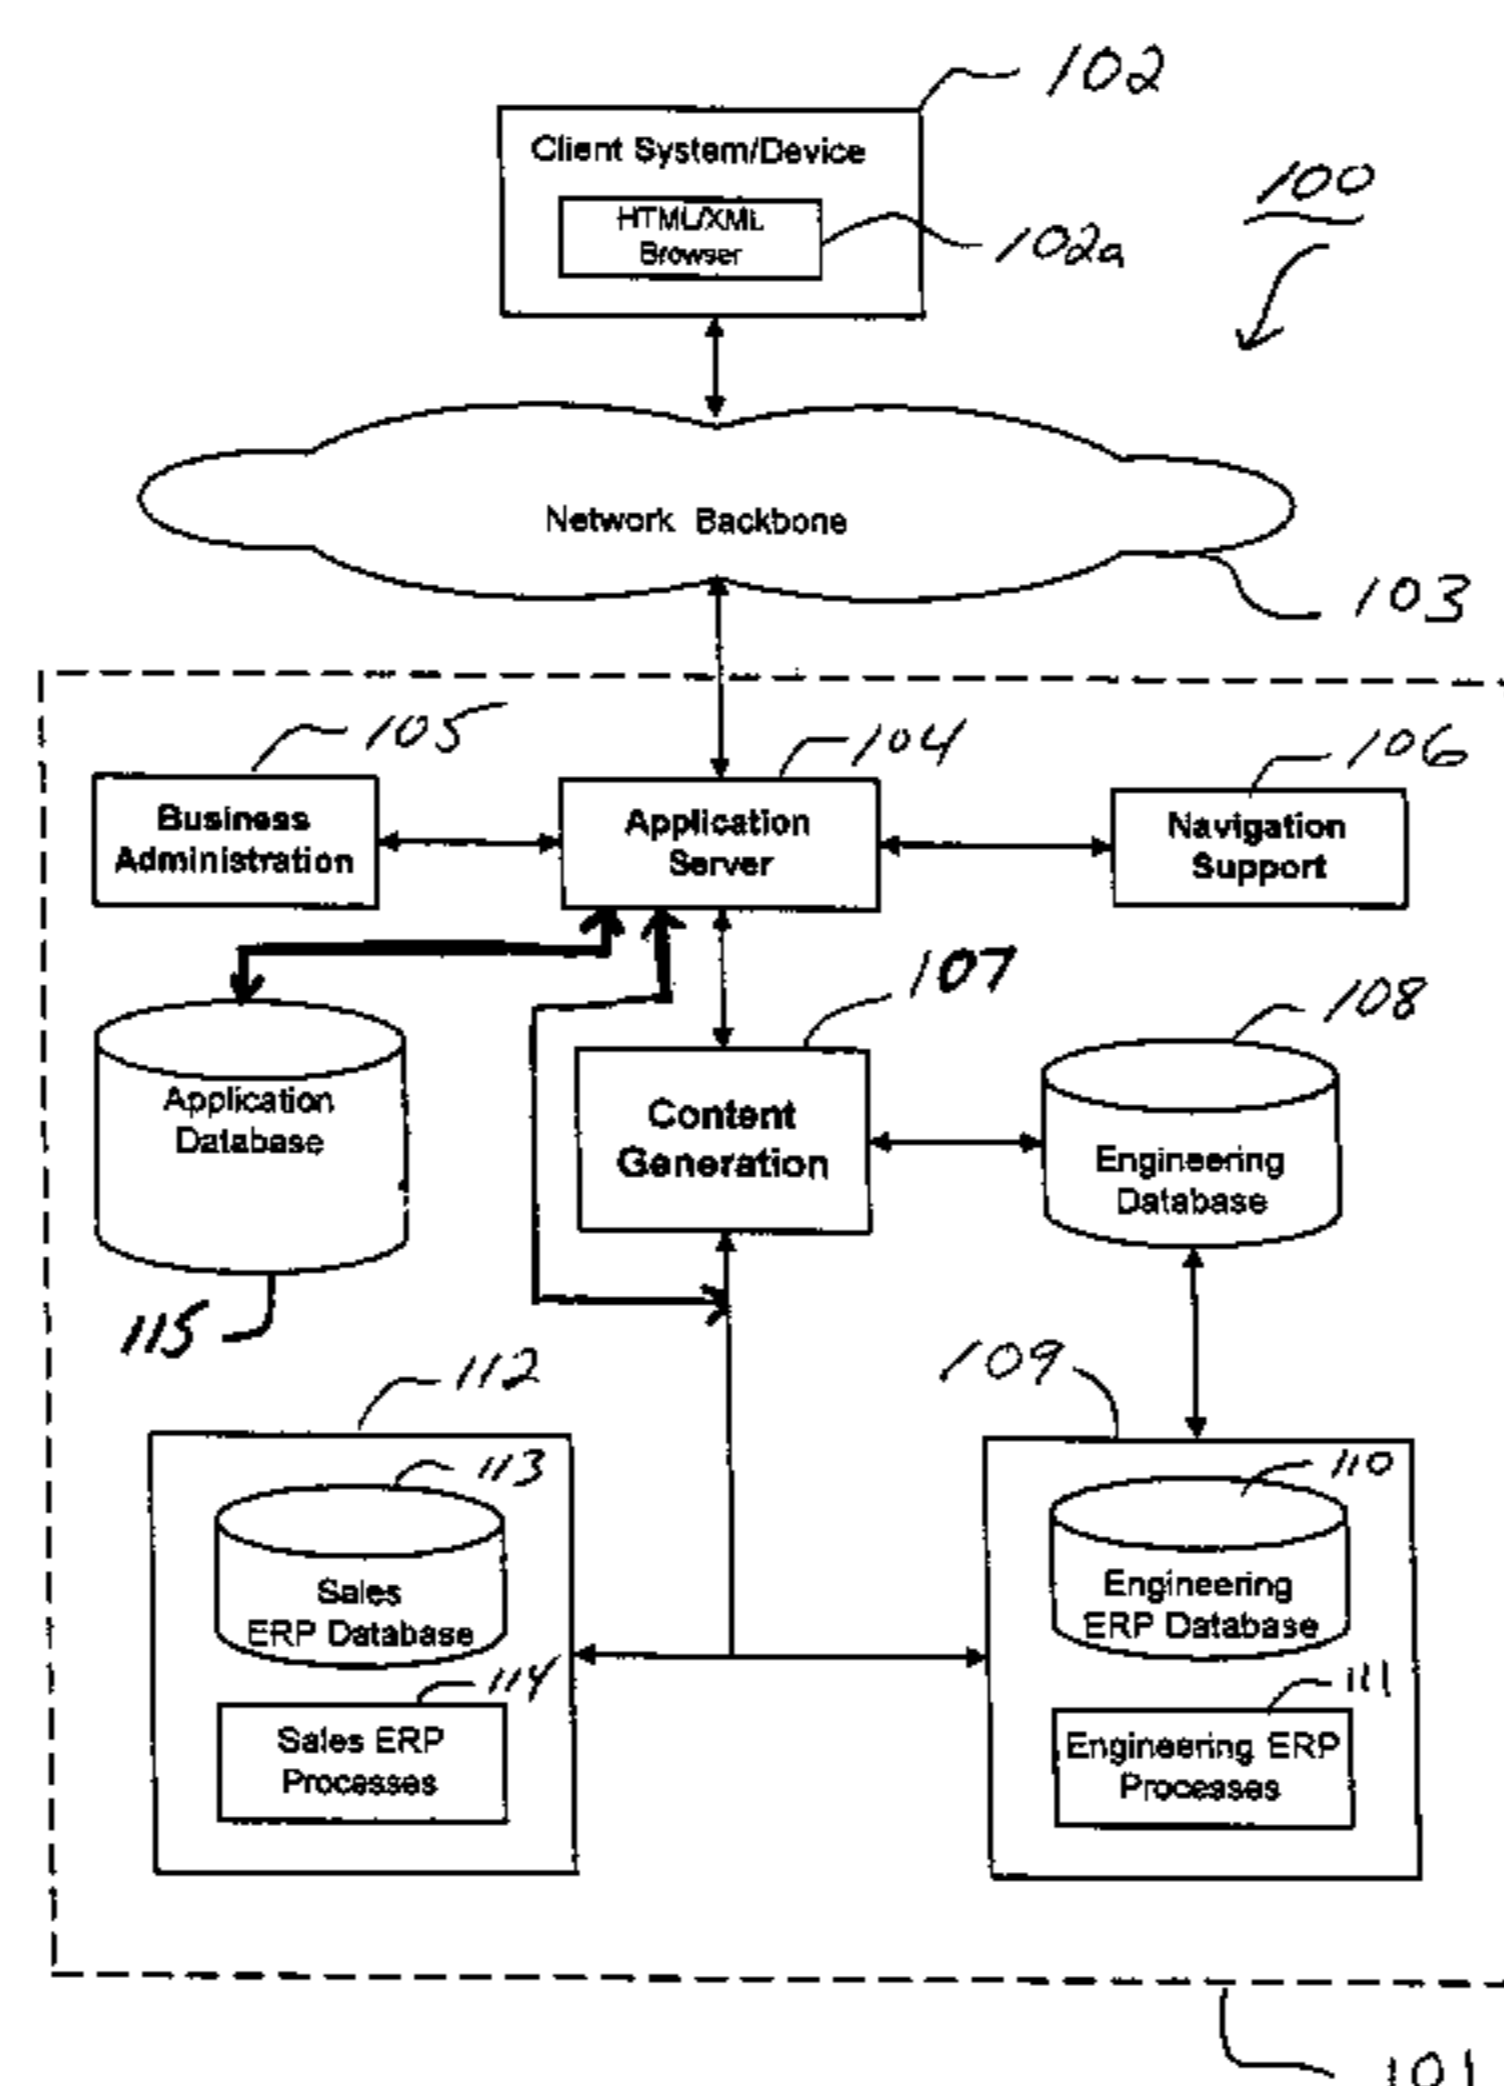 102
Client System/Device
100
HTML/XML
Browser
102a
Network Backbone
103
105
104
106
Business
Administration
Application
Server
Navigation
Support
107
108
Application
Database
Content
Generation
Engineering
Database
115
112
109
113
110
Sales
ERP Database
Engineering
ERP Database
114
111
Sales ERP
Processes
Engineering ERP
Processes
101